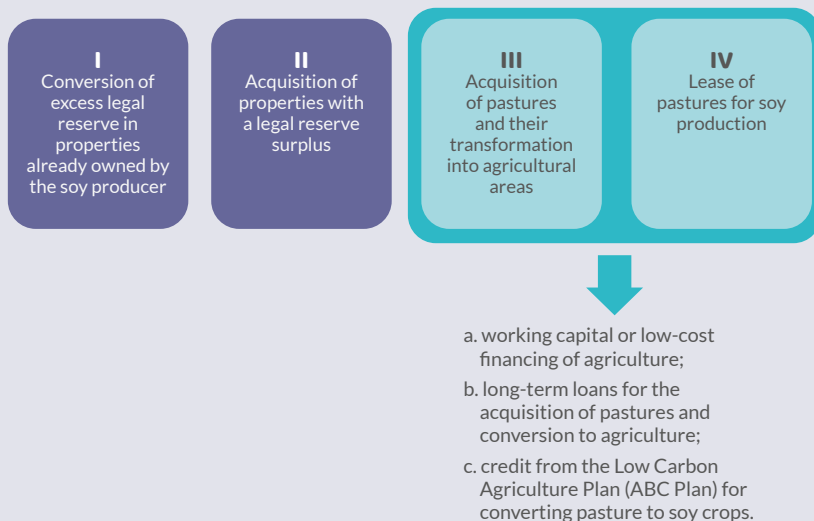 I
Conversion of
excess legal
reserve in
properties
already owned by
the soy producer
II
Acquisition of
properties with
a legal reserve
surplus
III
Acquisition
of pastures
and their
transformation
into agricultural
areas
IV
Lease of
pastures for soy
production
a. working capital or low-cost
financing of agriculture;
b. long-term loans for the
acquisition of pastures and
conversion to agriculture;
c. credit from the Low Carbon
Agriculture Plan (ABC Plan) for
converting pasture to soy crops.